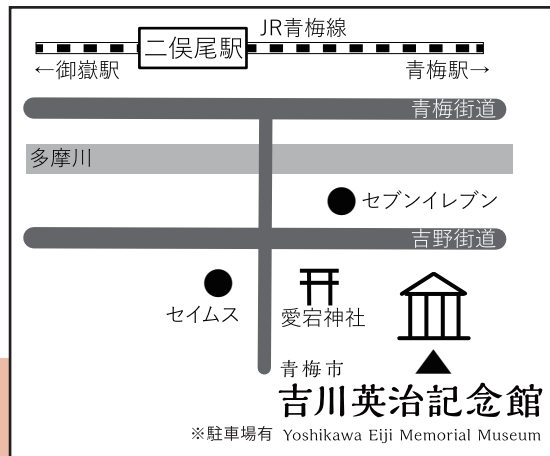 JR青梅線
二俣尾駅
←御嶽駅
青梅駅→
青梅街道
多摩川
セブンイレブン
吉野街道
セイムス
愛宕神社
青梅市
吉川英治記念館
※駐車場有 Yoshikawa Eiji Memorial Museum